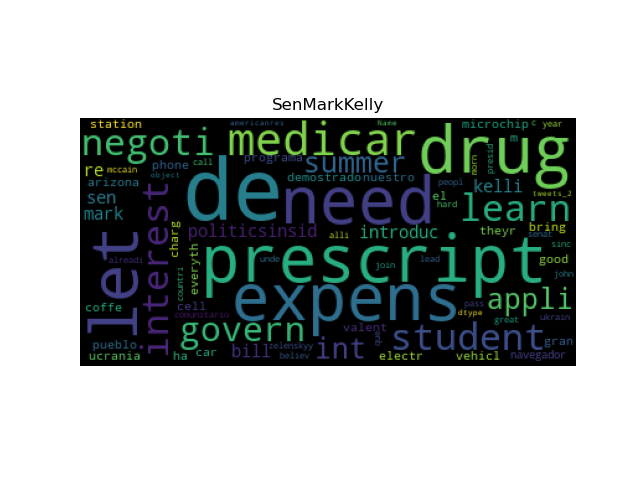 SenMarkKelly
station
americanres
Name
microchip
c
year
negoti
medicar
drug
m
re
mccain
phone
call
programa
summer
morn
presid
arizona
object
de
need
demostradonuestro
kelli
peopl
tweets_2
sen
mark
interest
el
hard
learn
let
charg
politicsinsid
alli
introduc
theyr
bring
senat
sinc
alreadi
everyth
prescript
unde
join
lead
good
john
countri
coffe
cell
expens
pass
appli
comunitario
dtype
great
ukrain
govern
valent
student
gran
pueblo
ucrania
ha
car
bill
zelenskyy
believ
int
que
electr
vehicl
navegador